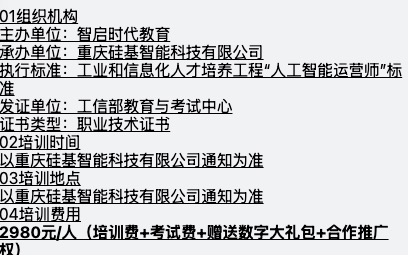 01组织机构
主办单位：智启时代教育
承办单位：重庆硅基智能科技有限公司
执行标准：工业和信息化人才培养工程“人工智能运营师”标
准
发证单位：工信部教育与考试中心
证书类型：职业技术证书
02培训时间
以重庆硅基智能科技有限公司通知为准
03培训地点
以重庆硅基智能科技有限公司通知为准
04培训费用
2980元/人（培训费+考试费+赠送数字大礼包+合作推广
权）